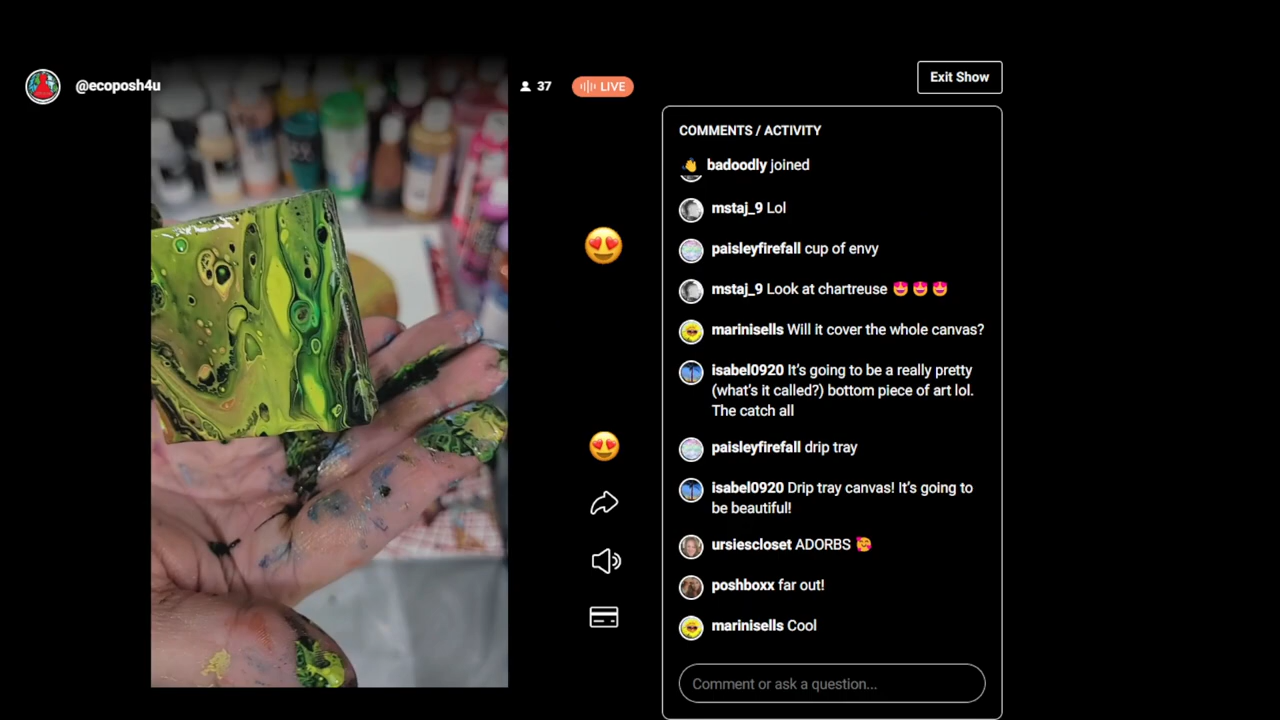 @ecoposh4u
37
LIVE
Exit Show
COMMENTS / ACTIVITY
badoodly joined
mstaj_9 Lol
paisleyfirefall cup of envy
mstaj_9 Look at chartreuse 😍😍😍
marinisells Will it cover the whole canvas?
isabel0920 It’s going to be a really pretty
(what’s it called?) bottom piece of art lol.
The catch all
paisleyfirefall drip tray
isabel0920 Drip tray canvas! It’s going to
be beautiful!
ursiescloset ADORBS 🥰
poshboxx far out!
marinisells Cool
Comment or ask a question...